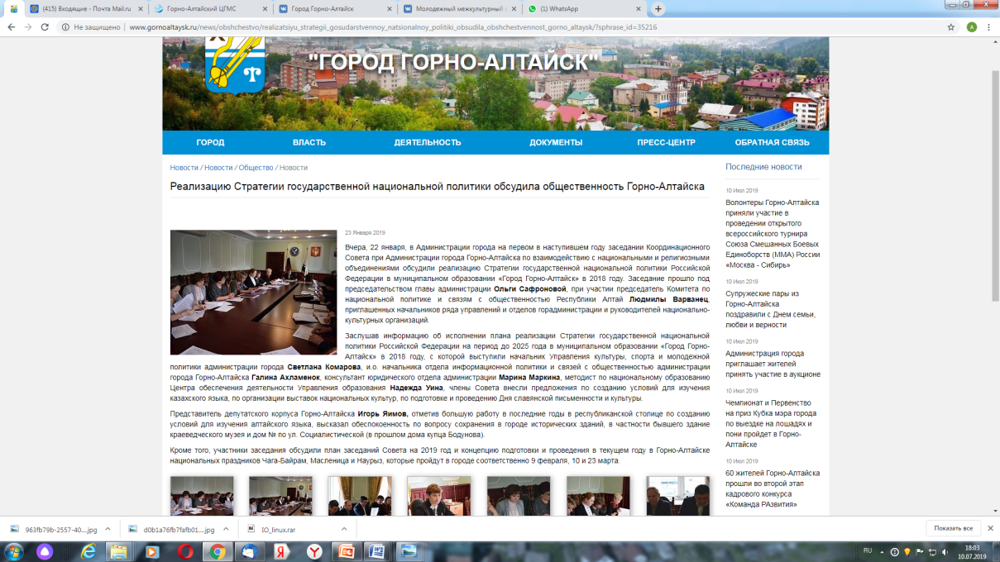 (415) Входящие - Почта Mail.ru
Горно-Алтайский ЦГМС
Город Горно-Алтайск
Молодежный межкультурный
(1) WhatsApp
Не защищено | www.gornoaltaysk.ru/news/obshchestvo/realizatsiyu_strategii_gosudarstvennoy_natsionalnoy_politiki_obsudila_obshchestvennost_gorno_altaysk/?sphrase_id=35216
"ГОРОД ГОРНО-АЛТАЙСК"
ГОРОД ВЛАСТЬ ДЕЯТЕЛЬНОСТЬ ДОКУМЕНТЫ ПРЕСС-ЦЕНТР ОБРАТНАЯ СВЯЗЬ
Новости / Новости / Общество / Новости
Реализацию Стратегии государственной национальной политики обсудила общественность Горно-Алтайска
23 Января 2019
Вчера, 22 января, в Администрации города на первом в наступившем году заседании Координационного
Совета при Администрации города Горно-Алтайска по взаимодействию с национальными и религиозными
объединениями обсудили реализацию Стратегии государственной национальной политики Российской
Федерации в муниципальном образовании «Город Горно-Алтайск» в 2018 году. Заседание прошло под
председательством главы администрации Ольги Сафроновой, при участии председатель Комитета по
национальной политике и связям с общественностью Республики Алтай Людмилы Варванец,
приглашенных начальников ряда управлений и отделов горадминистрации и руководителей национально-
культурных организаций.
Заслушав информацию об исполнении плана реализации Стратегии государственной национальной
политики Российской Федерации на период до 2025 года в муниципальном образовании «Город Горно-
Алтайск» в 2018 году, с которой выступили начальник Управления культуры, спорта и молодежной
политики администрации города Светлана Комарова, и.о. начальника отдела информационной политики и связей с общественностью администрации
города Горно-Алтайска Галина Ахламенок, консультант юридического отдела администрации Марина Маркина, методист по национальному образованию
Центра обеспечения деятельности Управления образования Надежда Уина, члены Совета внесли предложения по созданию условий для изучения
казахского языка, по организации выставок национальных культур, по подготовке и проведению Дня славянской письменности и культуры.
Представитель депутатского корпуса Горно-Алтайска Игорь Яимов, отметив большую работу в последние годы в республиканской столице по созданию
условий для изучения алтайского языка, высказал обеспокоенность по вопросу сохранения в городе исторических зданий, в частности бывшего здание
краеведческого музея и дом № по ул. Социалистической (в прошлом дома купца Бодунова).
Кроме того, участники заседания обсудили план заседаний Совета на 2019 год и концепцию подготовки и проведения в текущем году в Горно-Алтайске
национальных праздников Чага-Байрам, Масленица и Наурыз, которые пройдут в городе соответственно 9 февраля, 10 и 23 марта.
Последние новости
10 Июл 2019
Волонтеры Горно-Алтайска
приняли участие в
проведении открытого
всероссийского турнира
Союза Смешанных Боевых
Единоборств (ММА) России
«Москва - Сибирь»
10 Июл 2019
Супружеские пары из
Горно-Алтайска
поздравили с Днем семьи,
любви и верности
10 Июл 2019
Администрация города
приглашает жителей
принять участие в аукционе
10 Июл 2019
Чемпионат и Первенство
на приз Кубка мэра города
по выездке на лошадях и
пони пройдет в Горно-
Алтайске
10 Июл 2019
60 жителей Горно-Алтайска
прошли во второй этап
кадрового конкурса
«Команда РАзвития»
963fb79b-2557-40....jpg
d0b1a76fb7fafb01....jpg
IO_linux.rar
Показать все
RU
18:03
10.07.2019